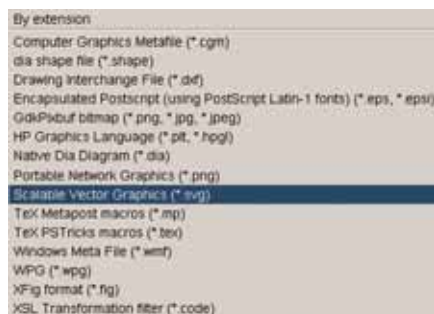 By extension
Computer Graphics Metafile (*.cgm)
dia shape file (*.shape)
Drawing Interchange File (*.dxf)
Encapsulated Postscript (using PostScript Latin-1 fonts) (*.eps, *.epsi)
GdkPixbuf bitmap (*.png, *.jpg, *.jpeg)
HP Graphics Language (*.plt, *.hpgl)
Native Dia Diagram (*.dia)
Portable Network Graphics (*.png)
Scalable Vector Graphics (*.svg)
TeX Metapost macros (*.mp)
TeX PSTricks macros (*.tex)
Windows Meta File (*.wmf)
WPG (*.wpg)
XFig format (*.fig)
XSL Transformation filter (*.code)